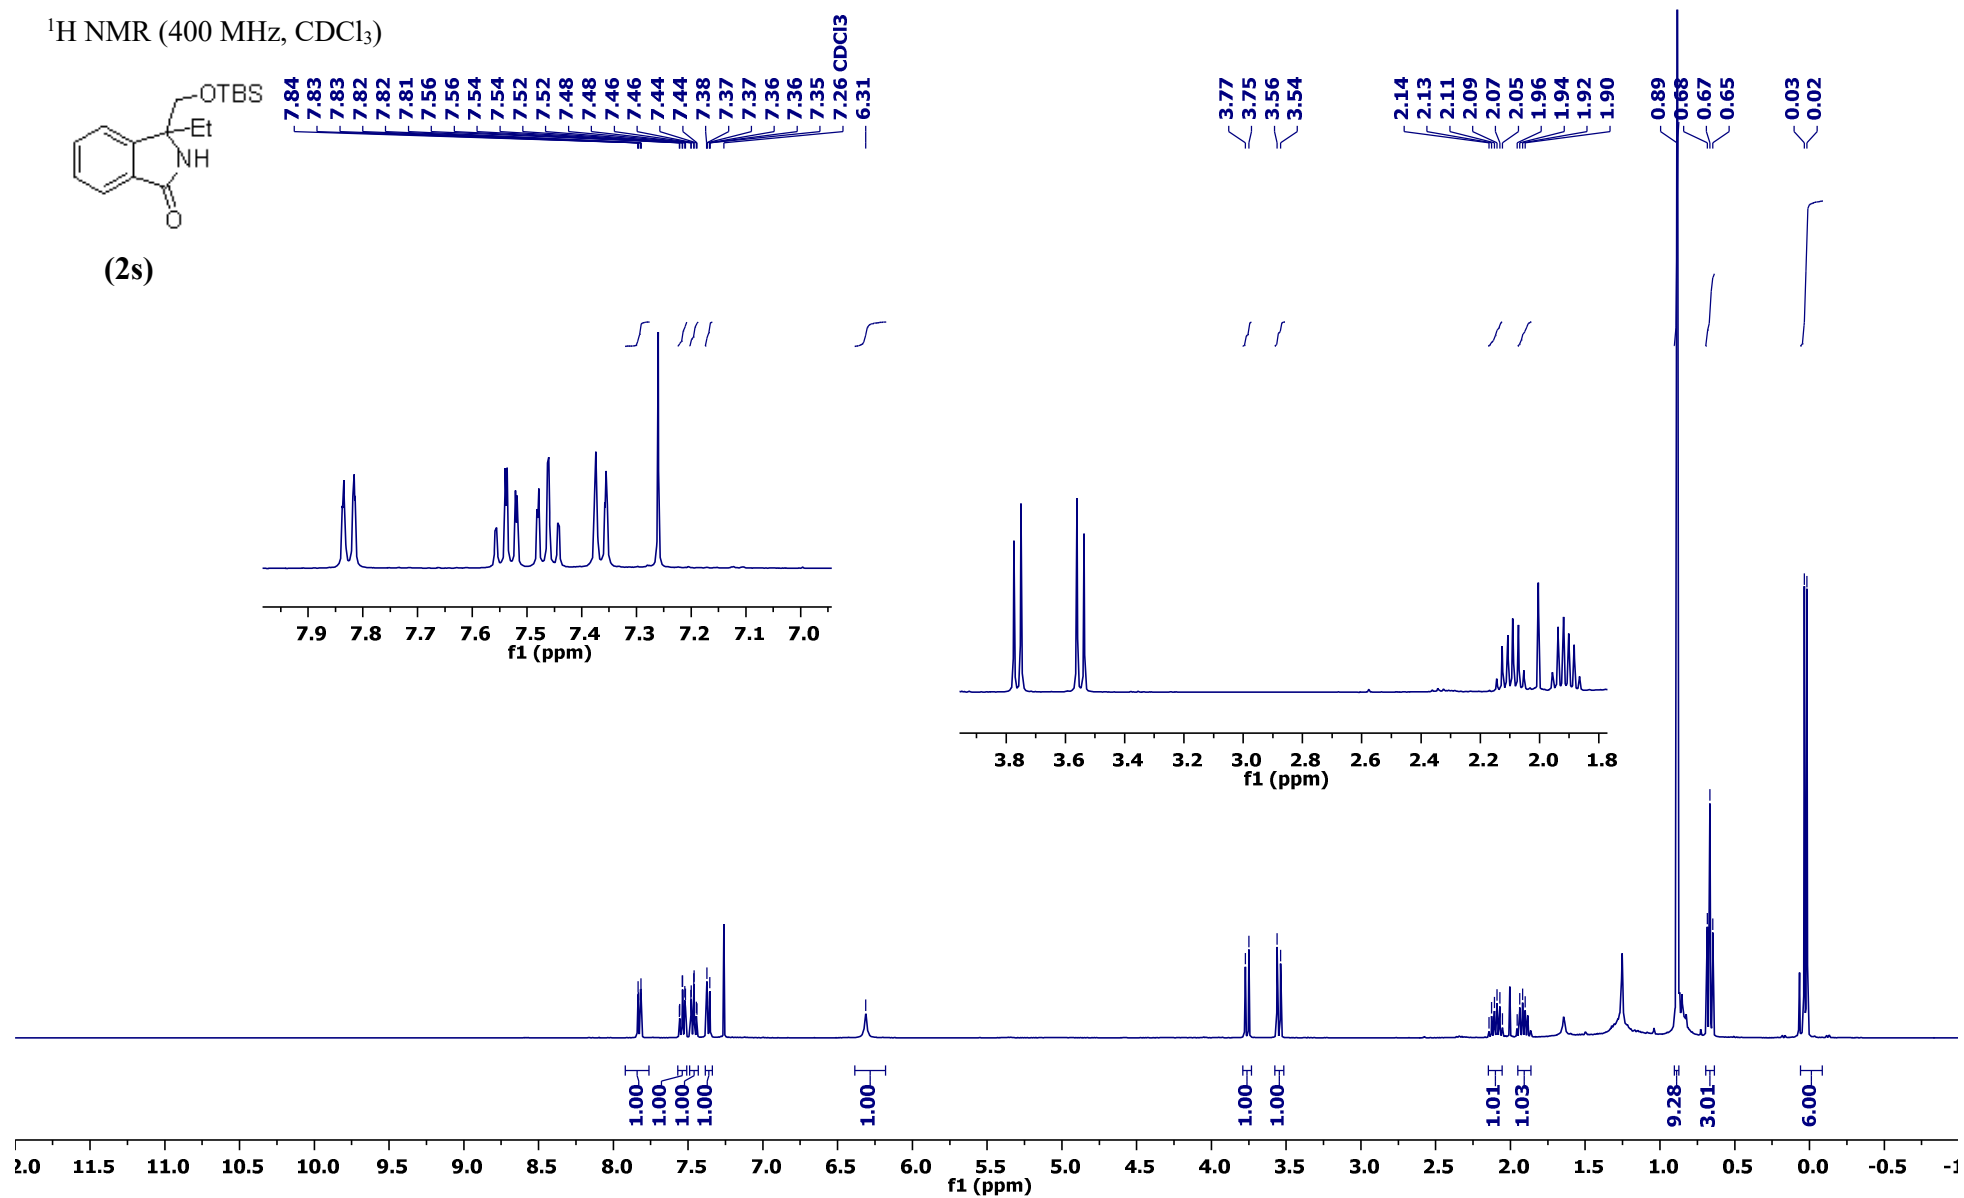 ¹H NMR (400 MHz, CDCl₃)
OTBS
Et
NH
O
(2s)
7.84 7.83 7.83 7.82 7.82 7.81 7.56 7.56 7.54 7.54 7.52 7.52 7.48 7.48 7.46 7.46 7.44 7.44 7.38 7.37 7.37 7.36 7.36 7.35 7.26 CDCl3 6.31 3.77 3.75 3.56 3.54 2.14 2.13 2.11 2.09 2.07 2.05 1.96 1.94 1.92 1.90 0.89 0.68 0.67 0.65 0.03 0.02
7.9 7.8 7.7 7.6 7.5 7.4 7.3 7.2 7.1 7.0
f1 (ppm)
3.8 3.6 3.4 3.2 3.0 2.8 2.6 2.4 2.2 2.0 1.8
f1 (ppm)
1.00 1.00 1.00 1.00 1.00 1.00 1.00 1.01 1.03 9.28 3.01 6.00
2.0 11.5 11.0 10.5 10.0 9.5 9.0 8.5 8.0 7.5 7.0 6.5 6.0 5.5 5.0 4.5 4.0 3.5 3.0 2.5 2.0 1.5 1.0 0.5 0.0 -0.5 -1
f1 (ppm)